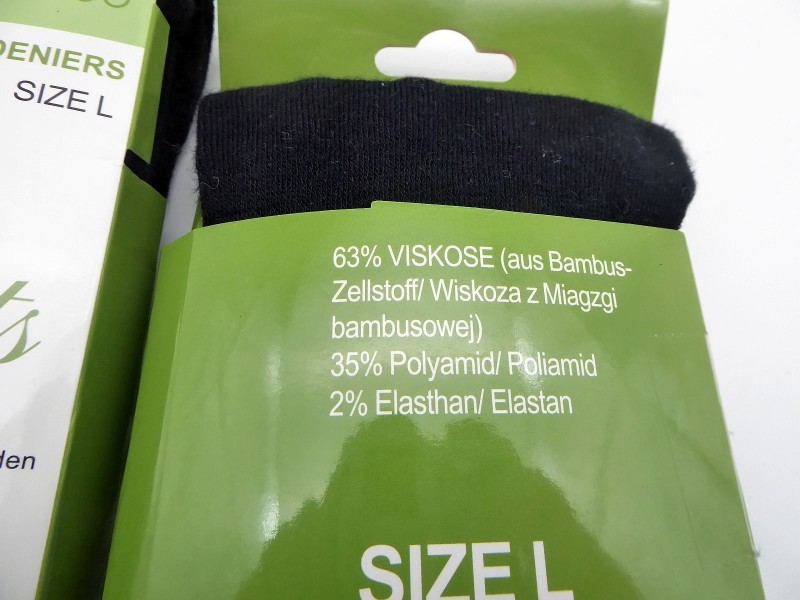 DENIERS
SIZE L
63% VISKOSE (aus Bambus-
Zellstoff/ Wiskoza z Miagzgi
bambusowej)
35% Polyamid/ Poliamid
2% Elasthan/ Elastan
SIZE L